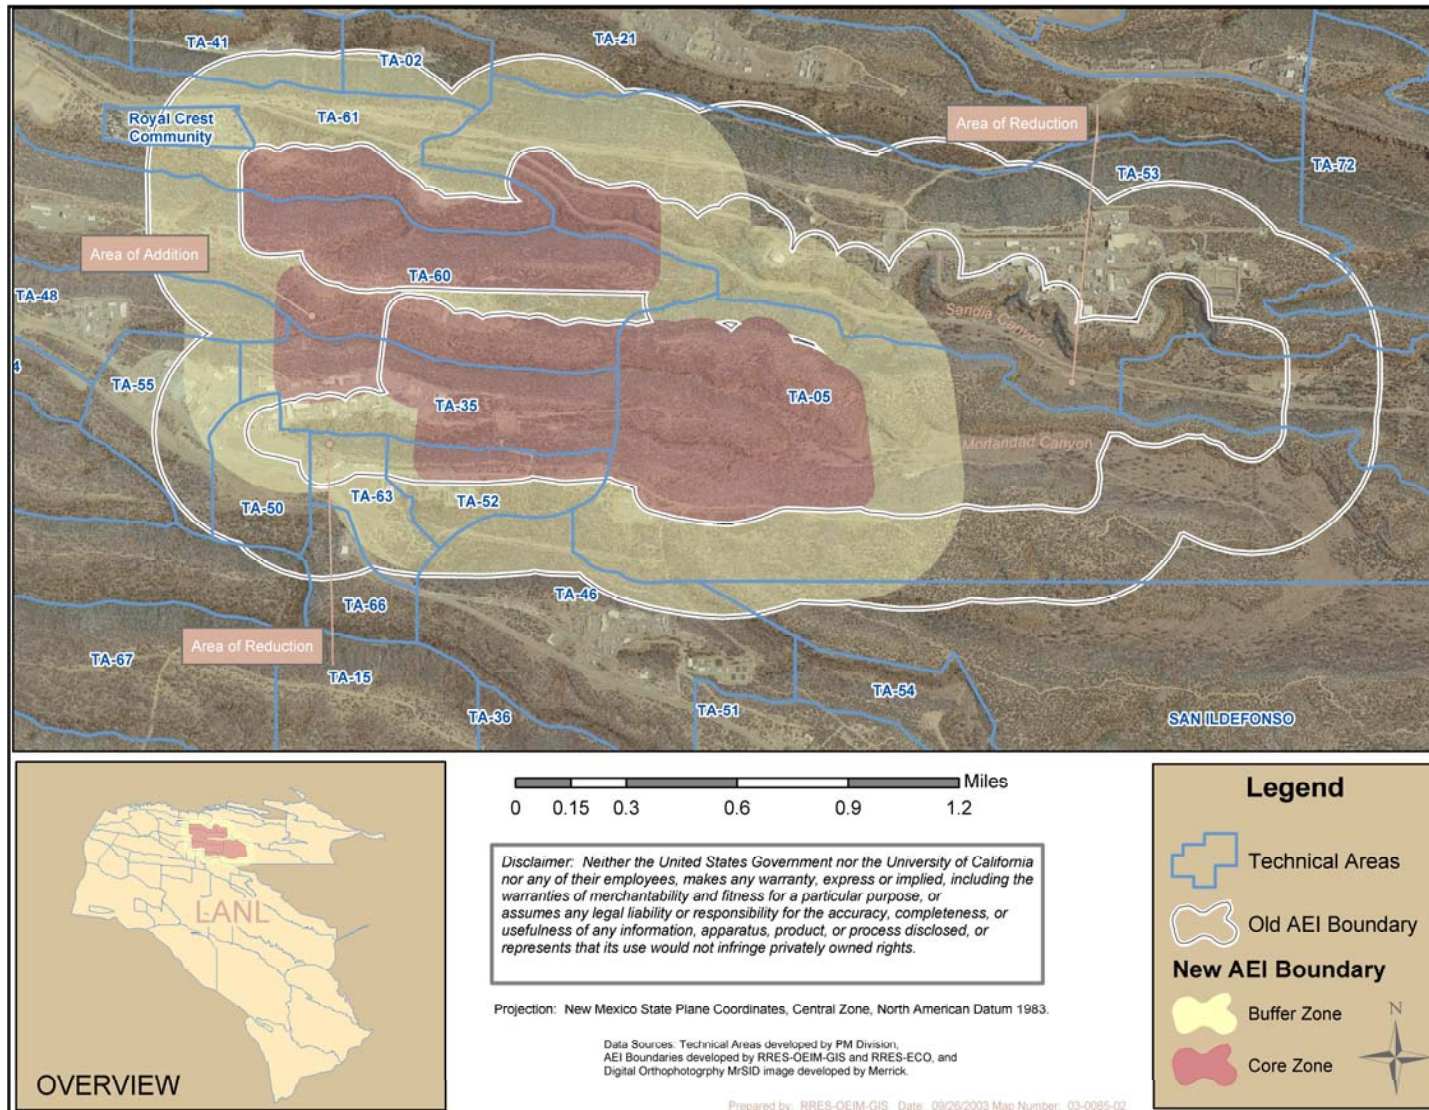 TA-41
TA-02
TA-21
Royal Crest
Community
TA-61
Area of Reduction
TA-53
TA-72
Area of Addition
TA-60
TA-48
Sandia Canyon
4
TA-55
TA-35
TA-05
Mortandad Canyon
TA-50
TA-63
TA-52
TA-46
TA-66
Area of Reduction
TA-67
TA-15
TA-36
TA-51
TA-54
SAN ILDEFONSO
LANL
OVERVIEW
Miles
0 0.15 0.3 0.6 0.9 1.2
Disclaimer: Neither the United States Government nor the University of California
nor any of their employees, makes any warranty, express or implied, including the
warranties of merchantability and fitness for a particular purpose, or
assumes any legal liability or responsibility for the accuracy, completeness, or
usefulness of any information, apparatus, product, or process disclosed, or
represents that its use would not infringe privately owned rights.
Projection: New Mexico State Plane Coordinates, Central Zone, North American Datum 1983.
Data Sources: Technical Areas developed by PM Division,
AEI Boundaries developed by RRES-OEIM-GIS and RRES-ECO, and
Digital Orthophotogrphy MrSID image developed by Merrick.
Prepared by: RRES-OEIM-GIS Date: 09/26/2003 Map Number: 03-0085-02
Legend
Technical Areas
Old AEI Boundary
New AEI Boundary
Buffer Zone
N
Core Zone